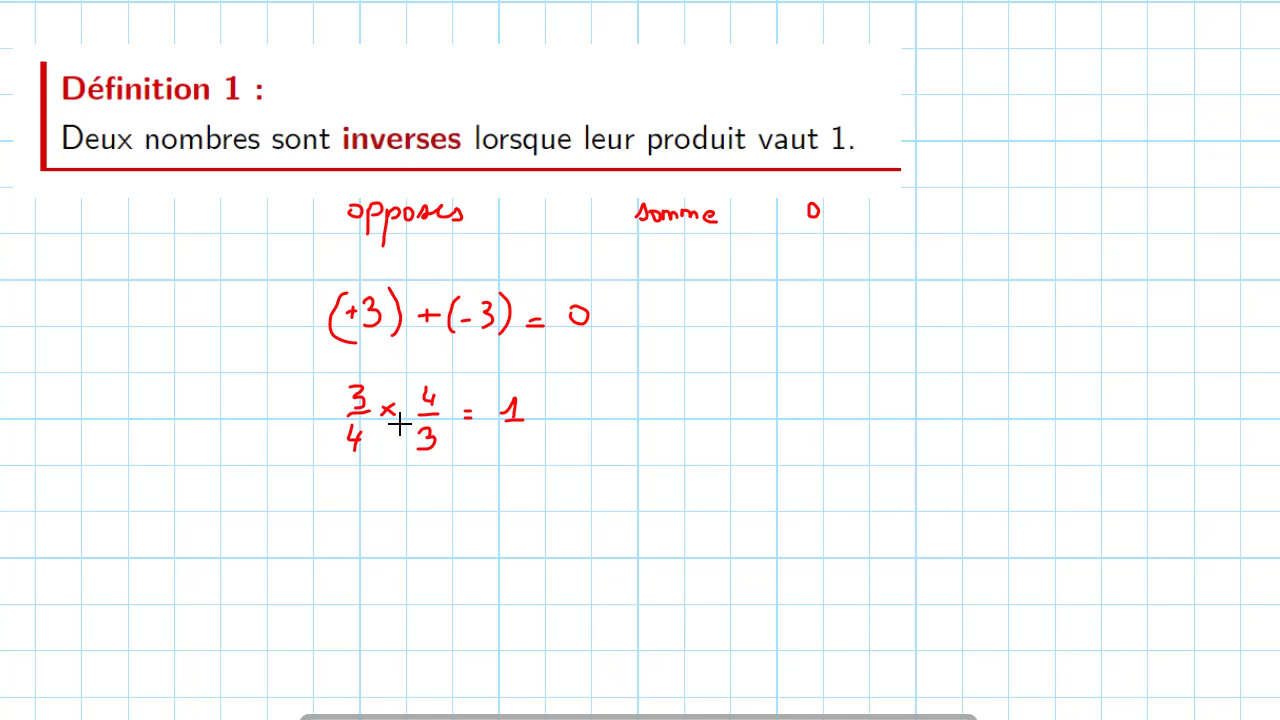 Définition 1 :
Deux nombres sont inverses lorsque leur produit vaut 1.
opposés somme 0
(+3) + (-3) = 0
3/4 × 4/3 = 1